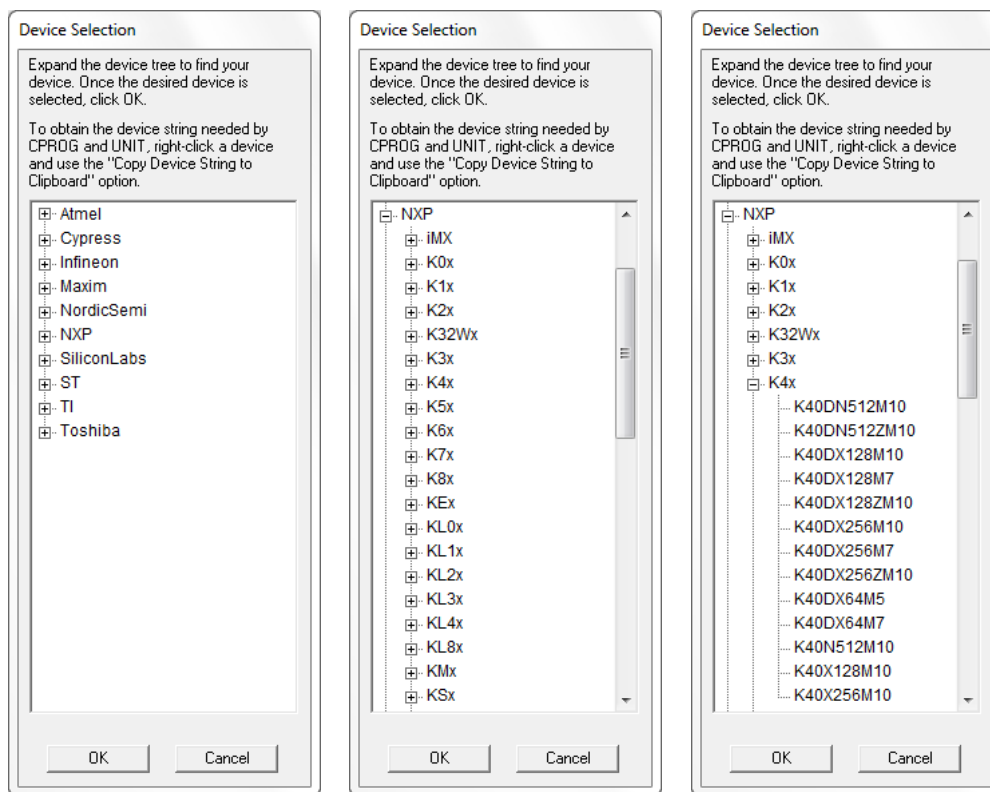 Device Selection
Expand the device tree to find your
device. Once the desired device is
selected, click OK.
To obtain the device string needed by
CPROG and UNIT, right-click a device
and use the "Copy Device String to
Clipboard" option.
Atmel
Cypress
Infineon
Maxim
NordicSemi
NXP
SiliconLabs
ST
TI
Toshiba
OK
Cancel
Device Selection
Expand the device tree to find your
device. Once the desired device is
selected, click OK.
To obtain the device string needed by
CPROG and UNIT, right-click a device
and use the "Copy Device String to
Clipboard" option.
NXP
iMX
K0x
K1x
K2x
K32Wx
K3x
K4x
K5x
K6x
K7x
K8x
KEx
KL0x
KL1x
KL2x
KL3x
KL4x
KL8x
KMx
KSx
OK
Cancel
Device Selection
Expand the device tree to find your
device. Once the desired device is
selected, click OK.
To obtain the device string needed by
CPROG and UNIT, right-click a device
and use the "Copy Device String to
Clipboard" option.
NXP
iMX
K0x
K1x
K2x
K32Wx
K3x
K4x
K40DN512M10
K40DN512ZM10
K40DX128M10
K40DX128M7
K40DX128ZM10
K40DX256M10
K40DX256M7
K40DX256ZM10
K40DX64M5
K40DX64M7
K40N512M10
K40X128M10
K40X256M10
OK
Cancel